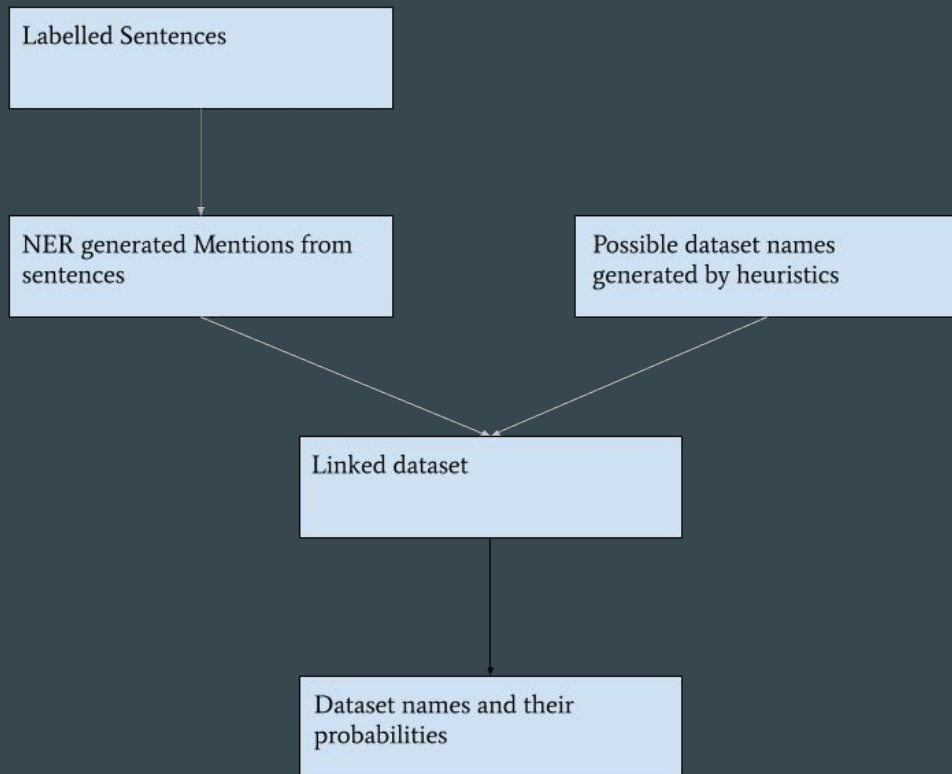 Labelled Sentences
NER generated Mentions from
sentences
Possible dataset names
generated by heuristics
Linked dataset
Dataset names and their
probabilities